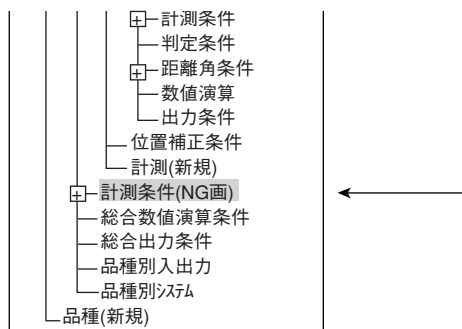 計測条件
判定条件
距離角条件
数値演算
出力条件
位置補正条件
計測(新規)
計測条件(NG画)
総合数値演算条件
総合出力条件
品種別入出力
品種別ｼｽﾃﾑ
品種(新規)